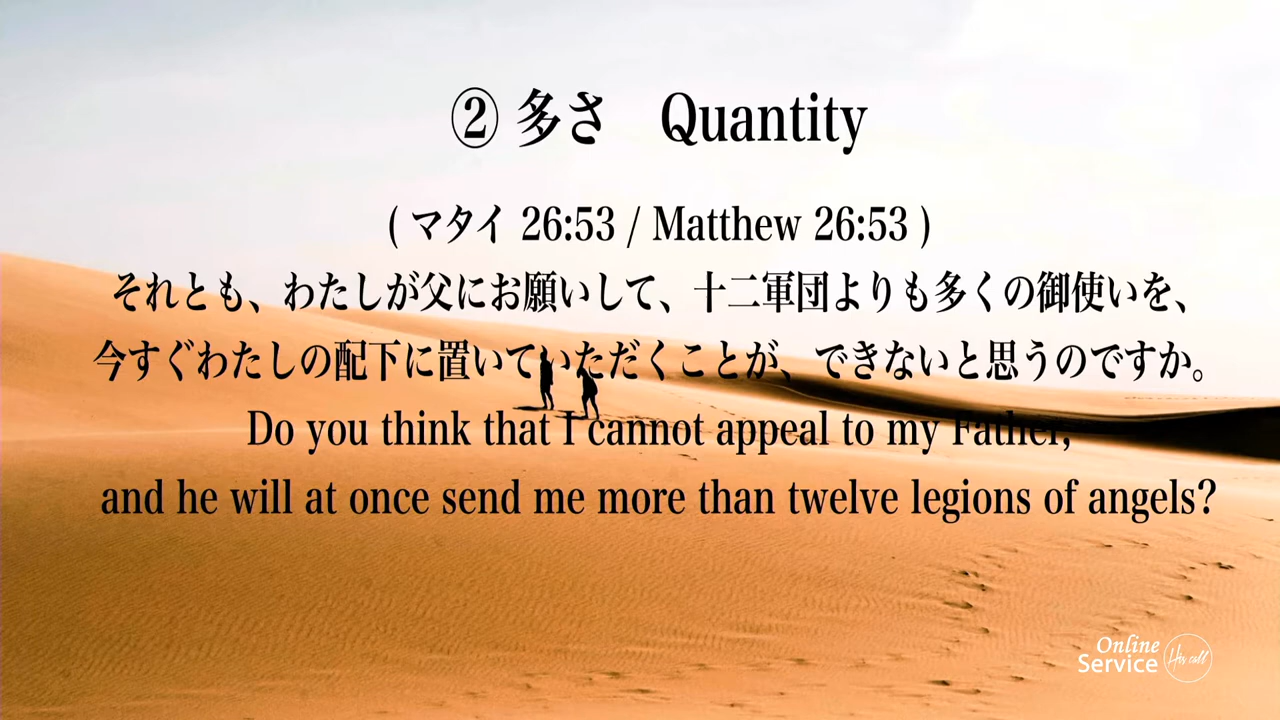 ② 多さ Quantity
( マタイ 26:53 / Matthew 26:53 )
それとも、わたしが父にお願いして、十二軍団よりも多くの御使いを、
今すぐわたしの配下に置いていただくことが、できないと思うのですか。
Do you think that I cannot appeal to my Father,
and he will at once send me more than twelve legions of angels?
Online
Service
His call